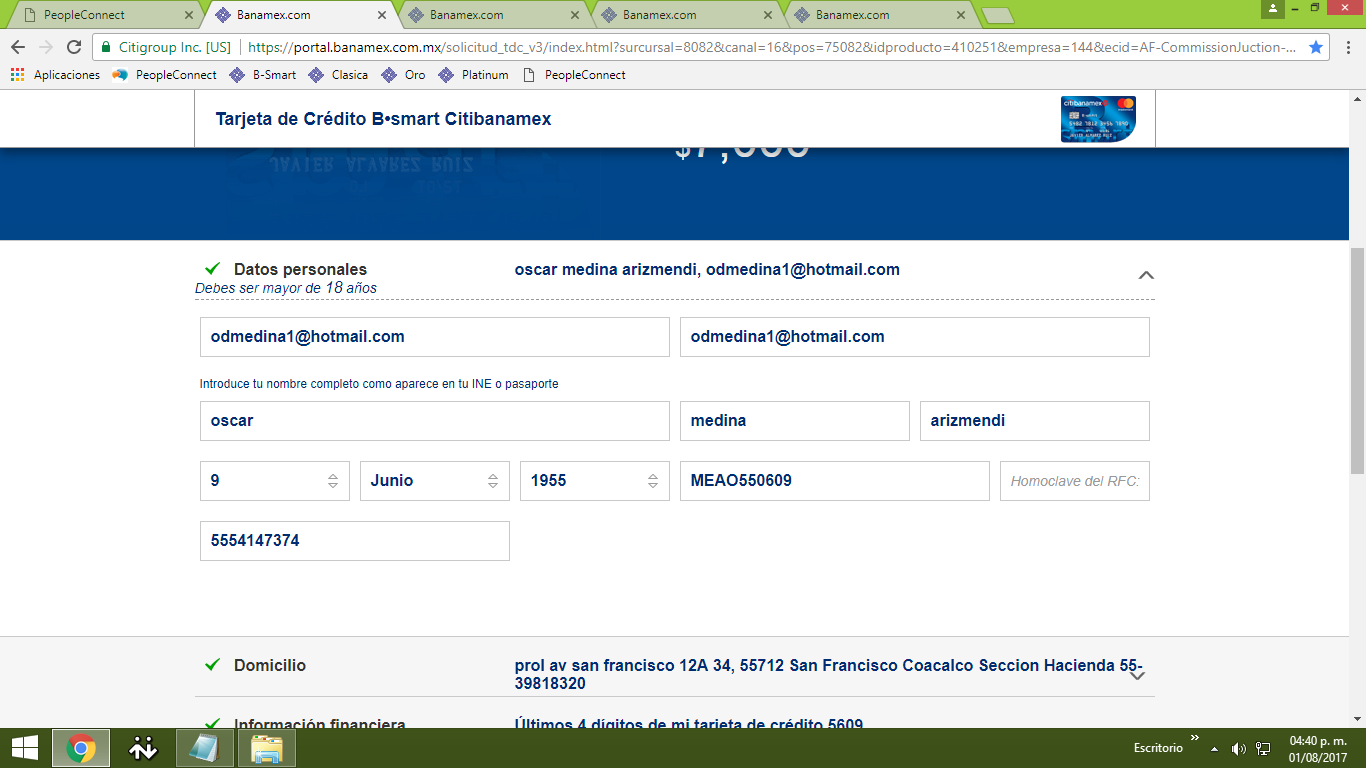 PeopleConnect Banamex.com Banamex.com Banamex.com Banamex.com
Citigroup Inc. [US] https://portal.banamex.com.mx/solicitud_tdc_v3/index.html?sursursal=8082&canal=16&pos=75082&idproducto=410251&empresa=144&ecid=AF-CommissionJuction-...
Aplicaciones PeopleConnect B-Smart Clasica Oro Platinum PeopleConnect
Tarjeta de Crédito B•smart Citibanamex
citibanamex
JAVIER ALVAREZ RUIZ
Datos personales oscar medina arizmendi, odmedina1@hotmail.com
Debes ser mayor de 18 años
odmedina1@hotmail.com odmedina1@hotmail.com
Introduce tu nombre completo como aparece en tu INE o pasaporte
oscar medina arizmendi
9 Junio 1955 MEAO550609 Homoclave del RFC:
5554147374
Domicilio prol av san francisco 12A 34, 55712 San Francisco Coacalco Seccion Hacienda 55-
39818320
Información financiera Últimos 4 dígitos de mi tarjeta de crédito 5609
Escritorio 04:40 p. m.
01/08/2017